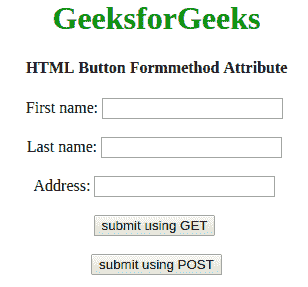 GeeksforGeeks
HTML Button Formmethod Attribute
First name:
Last name:
Address:
submit using GET
submit using POST